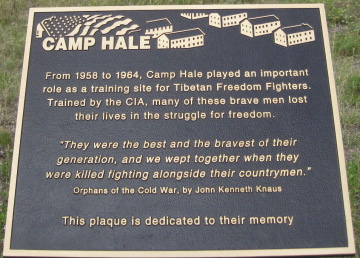 CAMP HALE
From 1958 to 1964, Camp Hale played an important
role as a training site for Tibetan Freedom Fighters.
Trained by the CIA, many of these brave men lost
their lives in the struggle for freedom.
"They were the best and the bravest of their
generation, and we wept together when they
were killed fighting alongside their countrymen."
Orphans of the Cold War, by John Kenneth Knaus
This plaque is dedicated to their memory